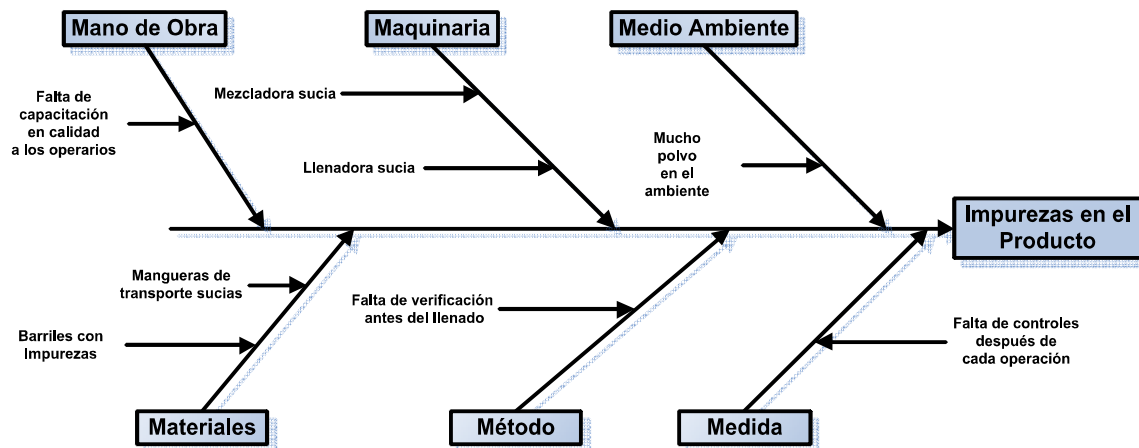 Mano de Obra
Maquinaria
Medio Ambiente
Falta de
capacitación
en calidad
a los operarios
Mezcladora sucia
Llenadora sucia
Mucho
polvo
en el
ambiente
Impurezas en el
Producto
Mangueras de
transporte sucias
Barriles con
Impurezas
Falta de verificación
antes del llenado
Falta de controles
después de
cada operación
Materiales
Método
Medida